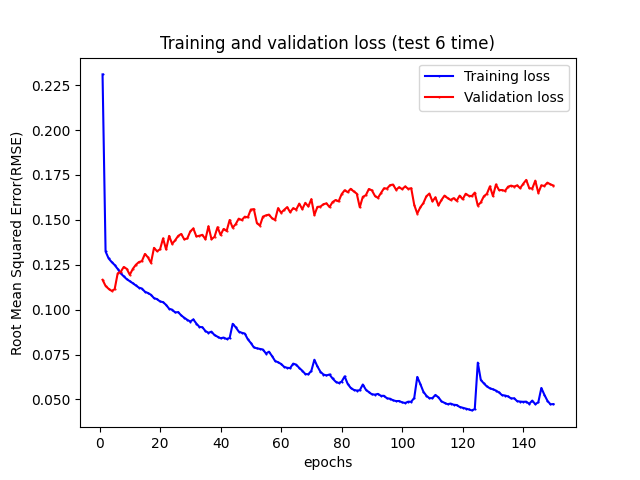 Training and validation loss (test 6 time)
Training loss
Validation loss
Root Mean Squared Error(RMSE)
0.225
0.200
0.175
0.150
0.125
0.100
0.075
0.050
0 20 40 60 80 100 120 140
epochs